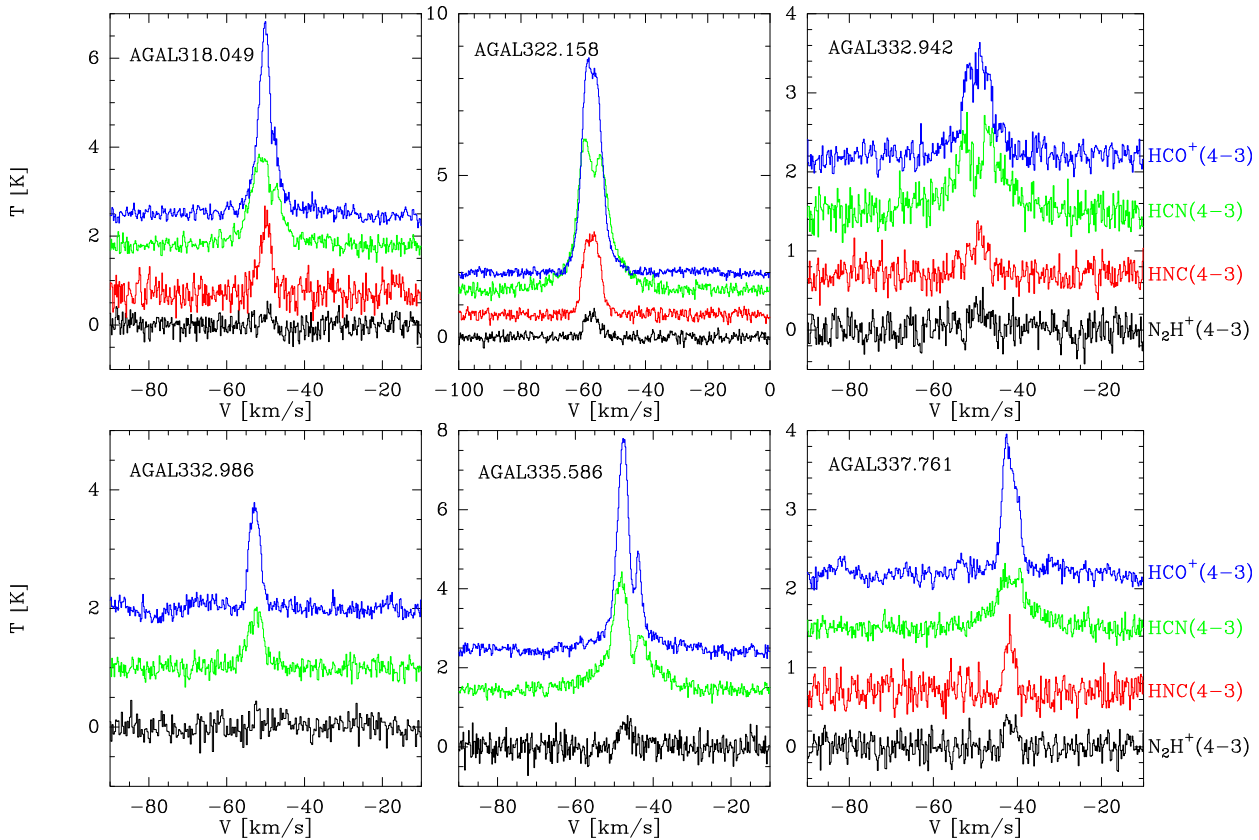 AGAL318.049
AGAL322.158
AGAL332.942
T [K]
6
4
2
0
10
5
0
4
3
2
1
0
HCO⁺(4−3)
HCN(4−3)
HNC(4−3)
N₂H⁺(4−3)
−80 −60 −40 −20
−100 −80 −60 −40 −20 0
−80 −60 −40 −20
V [km/s]
V [km/s]
V [km/s]
AGAL332.986
AGAL335.586
AGAL337.761
T [K]
4
2
0
8
6
4
2
0
4
3
2
1
0
HCO⁺(4−3)
HCN(4−3)
HNC(4−3)
N₂H⁺(4−3)
−80 −60 −40 −20
−80 −60 −40 −20
−80 −60 −40 −20
V [km/s]
V [km/s]
V [km/s]